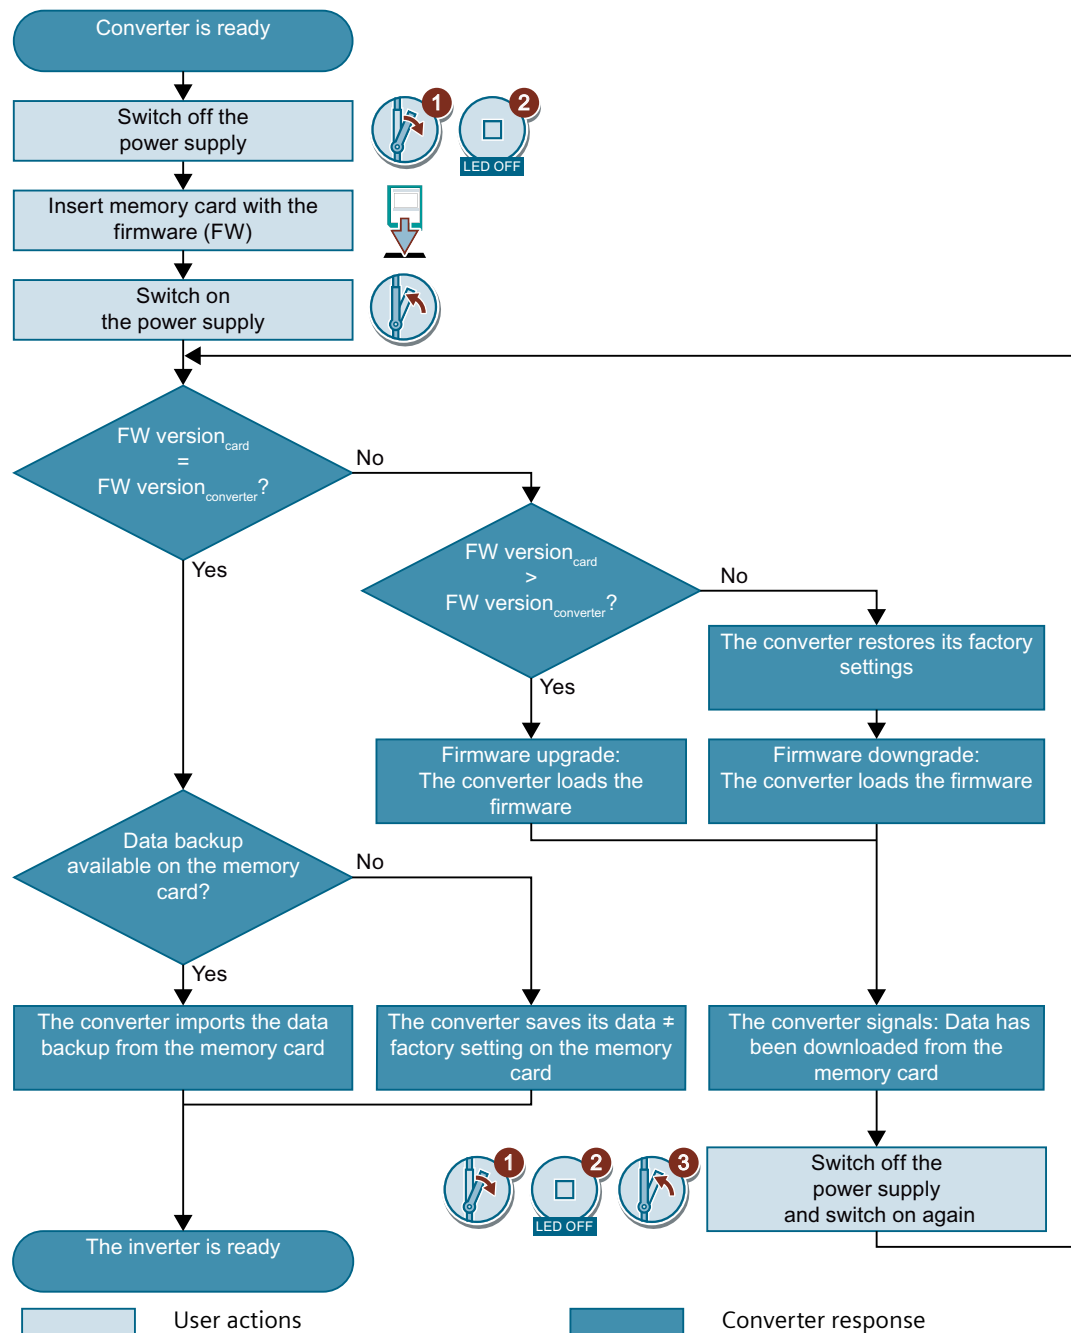 Converter is ready
Switch off the
power supply
1
2
LED OFF
Insert memory card with the
firmware (FW)
Switch on
the power supply
FW version card
=
FW version converter?
No
Yes
FW version card
>
FW version converter?
No
Yes
The converter restores its factory
settings
Firmware upgrade:
The converter loads the
firmware
Firmware downgrade:
The converter loads the firmware
Data backup
available on the memory
card?
No
Yes
The converter imports the data
backup from the memory card
The converter saves its data ≠
factory setting on the memory
card
The converter signals: Data has
been downloaded from the
memory card
1
2
3
LED OFF
Switch off the
power supply
and switch on again
The inverter is ready
User actions
Converter response